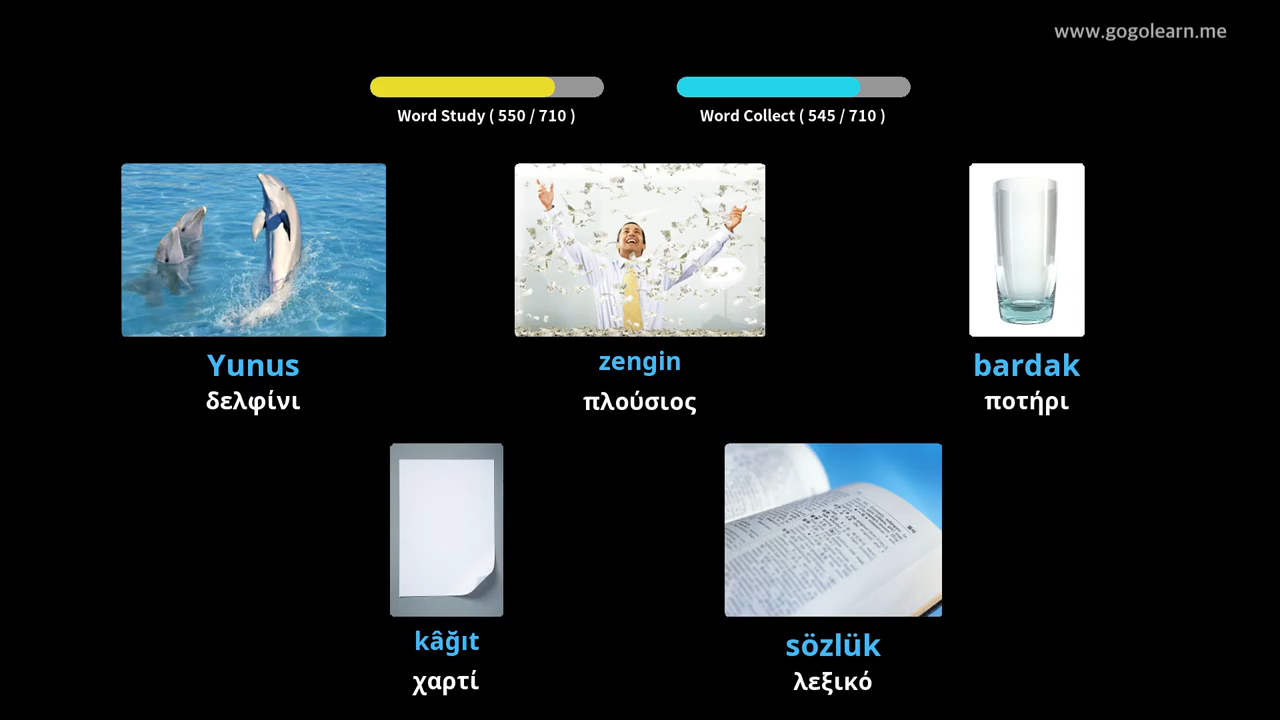 www.gogolearn.me
Word Study ( 550 / 710 )
Word Collect ( 545 / 710 )
Yunus
δελφίνι
zengin
πλούσιος
bardak
ποτήρι
kâğıt
χαρτί
sözlük
λεξικό